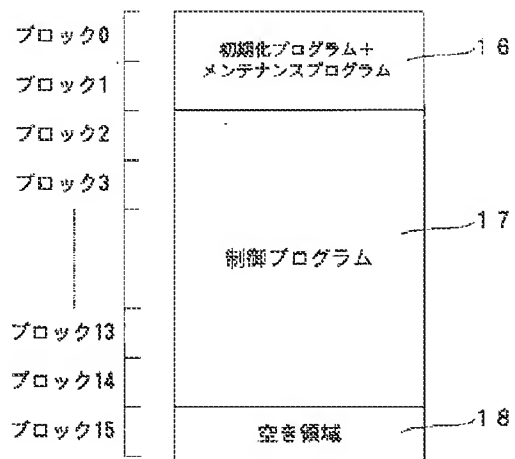 ブロック0
ブロック1
ブロック2
ブロック3
ブロック13
ブロック14
ブロック15
初期化プログラム＋
メンテナンスプログラム
制御プログラム
空き領域
16
17
18